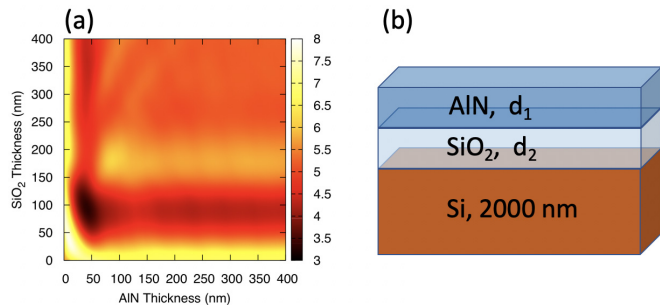 (a)
SiO₂ Thickness (nm)
400
350
300
250
200
150
100
50
0
0 50 100 150 200 250 300 350 400
AlN Thickness (nm)
8
7.5
7
6.5
6
5.5
5
4.5
4
3.5
3
(b)
AlN, d₁
SiO₂, d₂
Si, 2000 nm